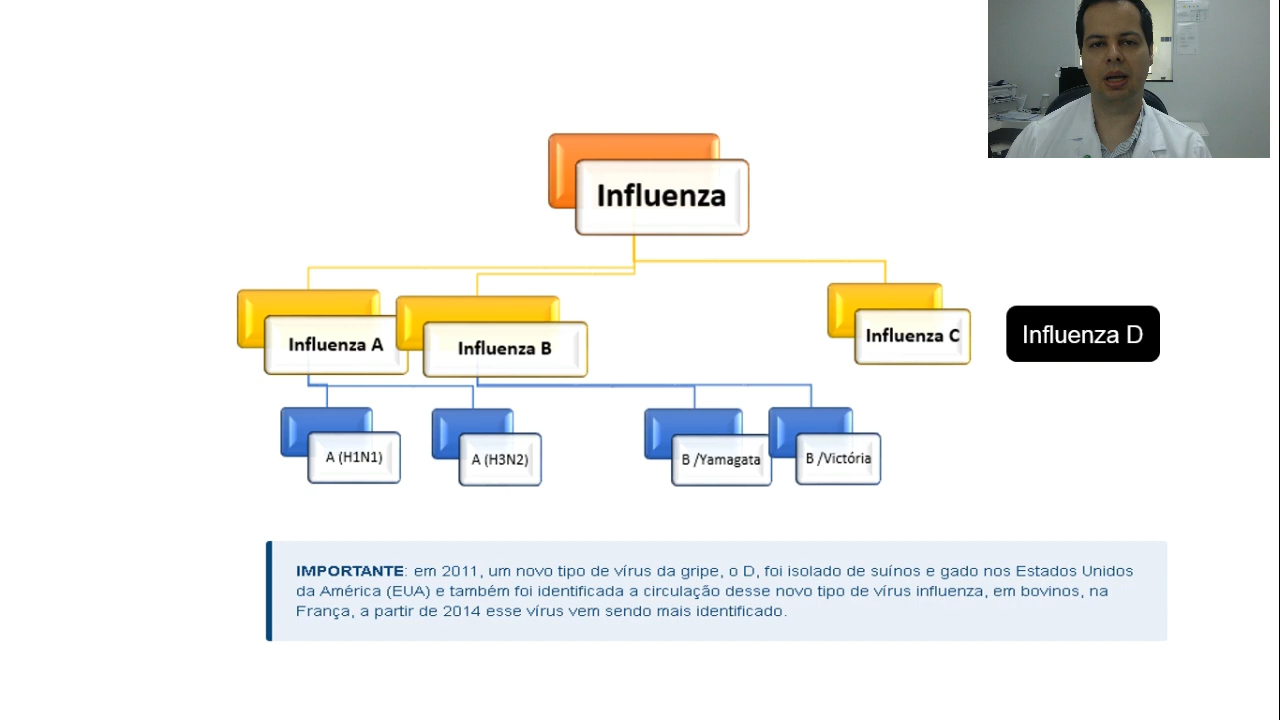 Influenza
Influenza A
Influenza B
Influenza C
Influenza D
A (H1N1)
A (H3N2)
B /Yamagata
B /Victória
IMPORTANTE: em 2011, um novo tipo de vírus da gripe, o D, foi isolado de suínos e gado nos Estados Unidos
da América (EUA) e também foi identificada a circulação desse novo tipo de vírus influenza, em bovinos, na
França, a partir de 2014 esse vírus vem sendo mais identificado.